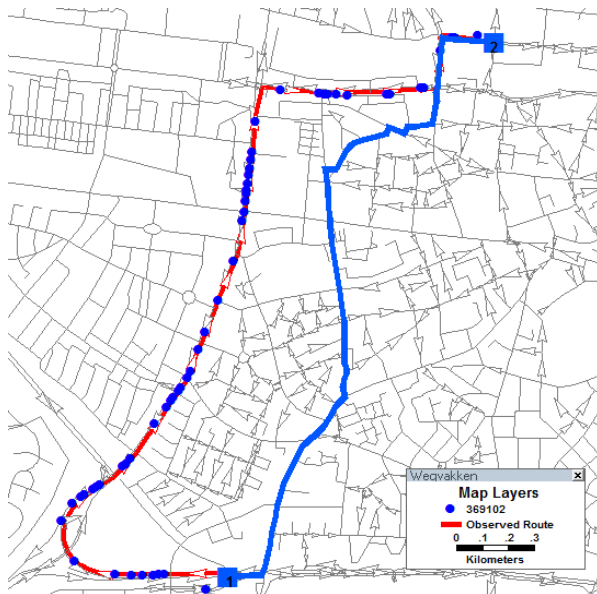 2
1
Wegvakken x
Map Layers
369102
Observed Route
0 .1 .2 .3
Kilometers